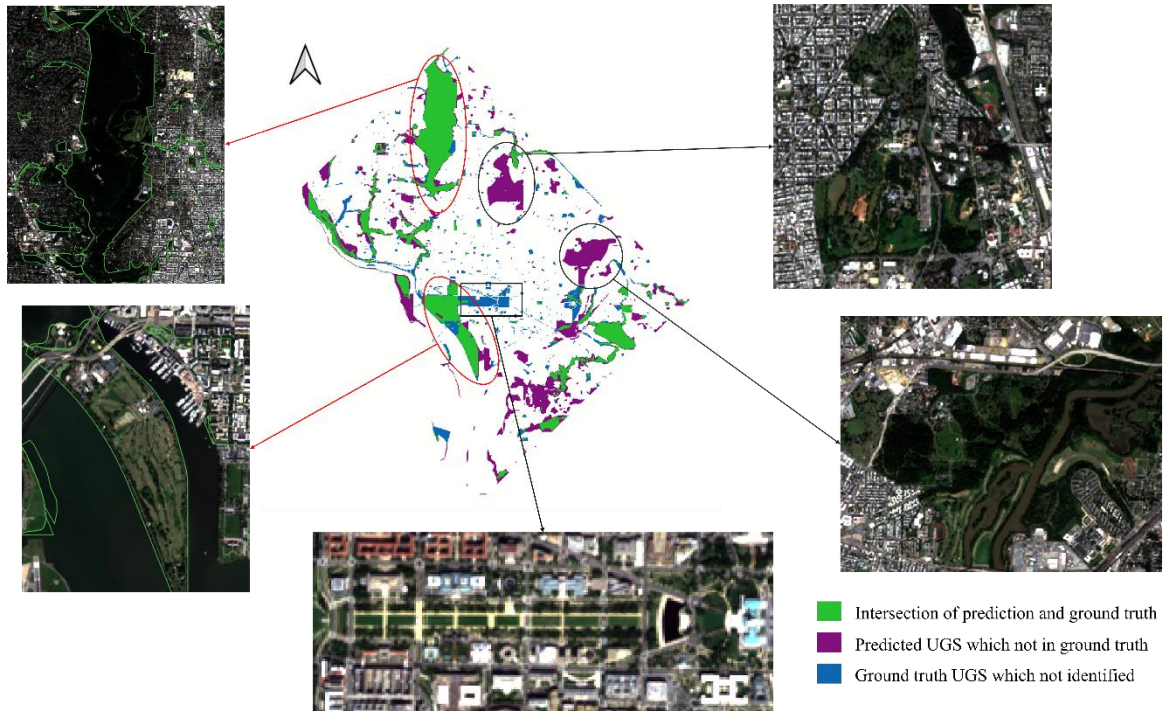 Intersection of prediction and ground truth
Predicted UGS which not in ground truth
Ground truth UGS which not identified